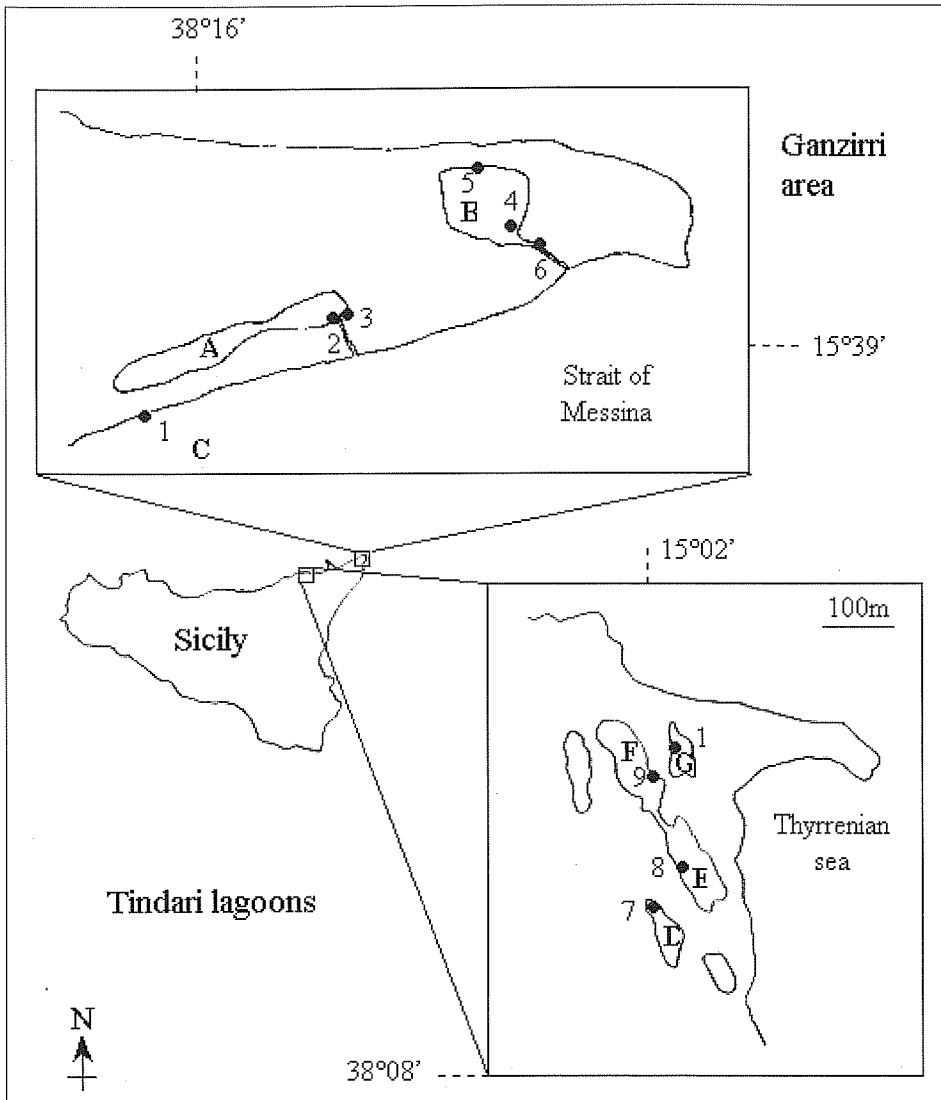 38°16’
Ganzirri
area
5
4
B
6
3
2
A
15°39’
Strait of
Messina
1
C
15°02’
100m
Sicily
F
1
G
9
Thyrrenian
sea
8
E
7
D
Tindari lagoons
N
38°08’